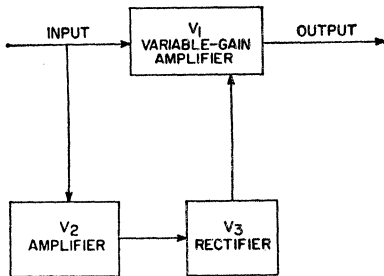 INPUT
V1
VARIABLE-GAIN
AMPLIFIER
OUTPUT
V2
AMPLIFIER
V3
RECTIFIER